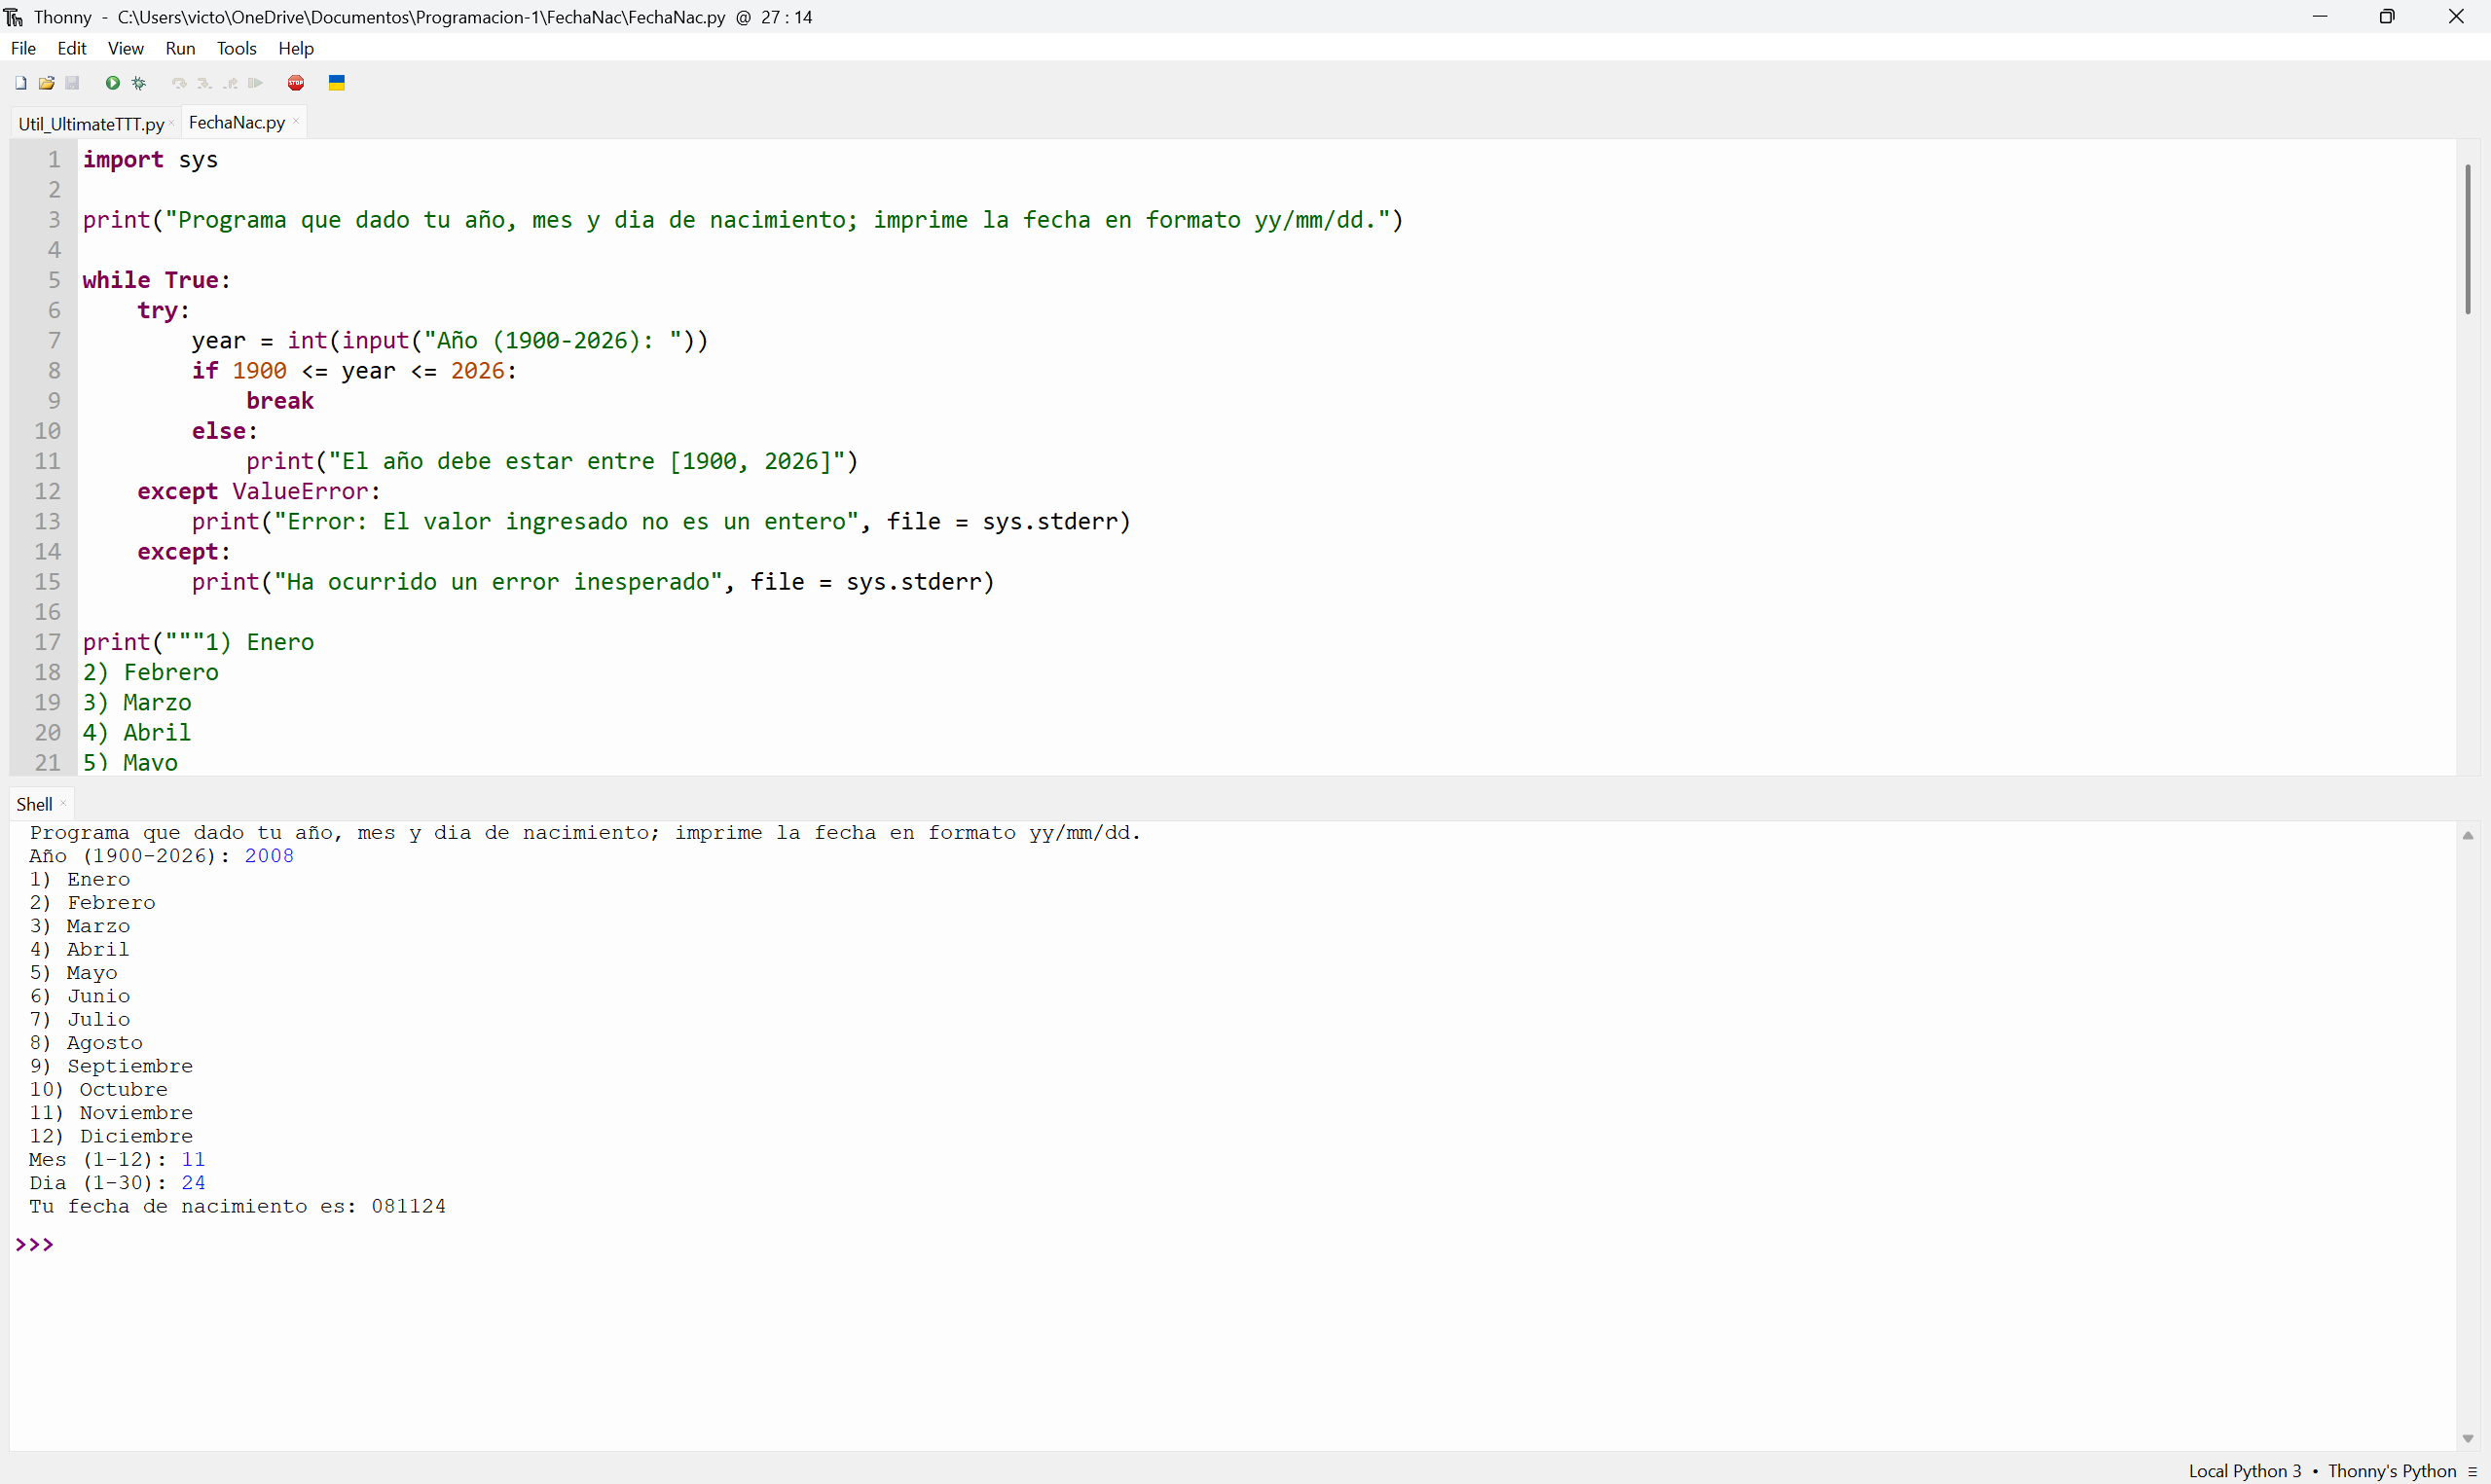 Thonny - C:\Users\victo\OneDrive\Documentos\Programacion-1\FechaNac\FechaNac.py @ 27 : 14
File Edit View Run Tools Help
STOP
Util_UltimateTTT.py × FechaNac.py ×
1 import sys
2
3 print("Programa que dado tu año, mes y dia de nacimiento; imprime la fecha en formato yy/mm/dd.")
4
5 while True:
6     try:
7         year = int(input("Año (1900-2026): "))
8         if 1900 <= year <= 2026:
9             break
10         else:
11             print("El año debe estar entre [1900, 2026]")
12     except ValueError:
13         print("Error: El valor ingresado no es un entero", file = sys.stderr)
14     except:
15         print("Ha ocurrido un error inesperado", file = sys.stderr)
16
17 print("""1) Enero
18 2) Febrero
19 3) Marzo
20 4) Abril
21 5) Mayo
Shell ×
Programa que dado tu año, mes y dia de nacimiento; imprime la fecha en formato yy/mm/dd.
Año (1900-2026): 2008
1) Enero
2) Febrero
3) Marzo
4) Abril
5) Mayo
6) Junio
7) Julio
8) Agosto
9) Septiembre
10) Octubre
11) Noviembre
12) Diciembre
Mes (1-12): 11
Dia (1-30): 24
Tu fecha de nacimiento es: 081124
>>>
Local Python 3 • Thonny's Python ≡